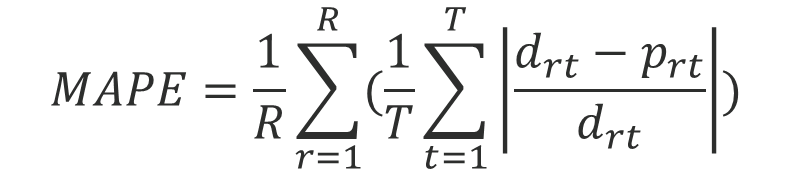 MAPE = \frac{1}{R} \sum_{r=1}^{R} ( \frac{1}{T} \sum_{t=1}^{T} \left| \frac{d_{rt} - p_{rt}}{d_{rt}} \right| )